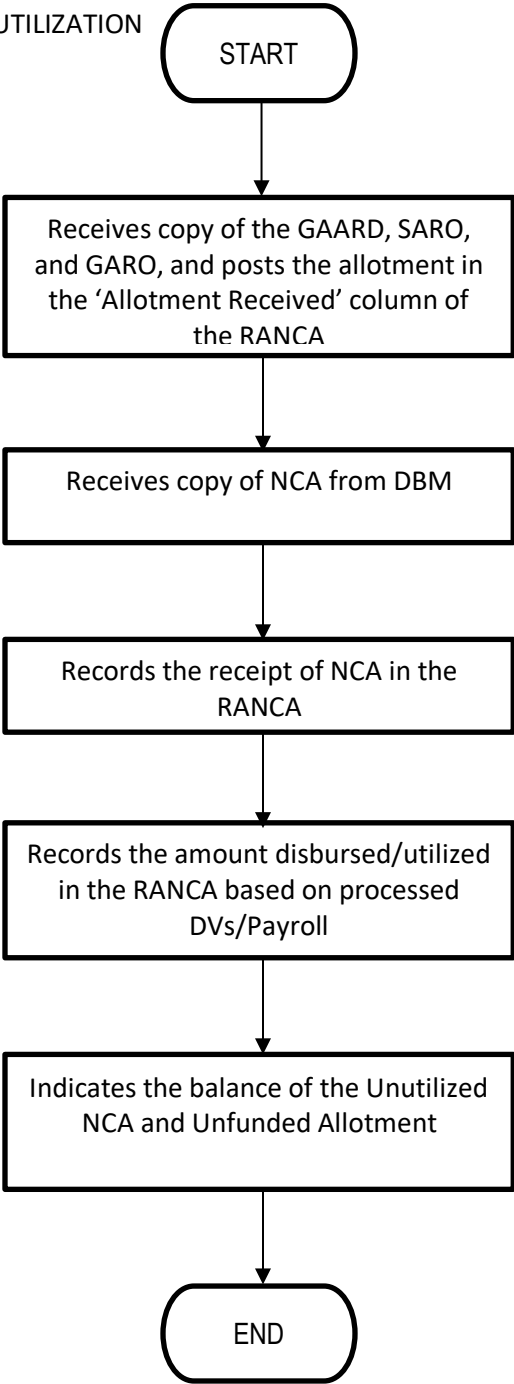 UTILIZATION
START
Receives copy of the GAARD, SARO,
and GARO, and posts the allotment in
the ‘Allotment Received’ column of
the RANCA
Receives copy of NCA from DBM
Records the receipt of NCA in the
RANCA
Records the amount disbursed/utilized
in the RANCA based on processed
DVs/Payroll
Indicates the balance of the Unutilized
NCA and Unfunded Allotment
END